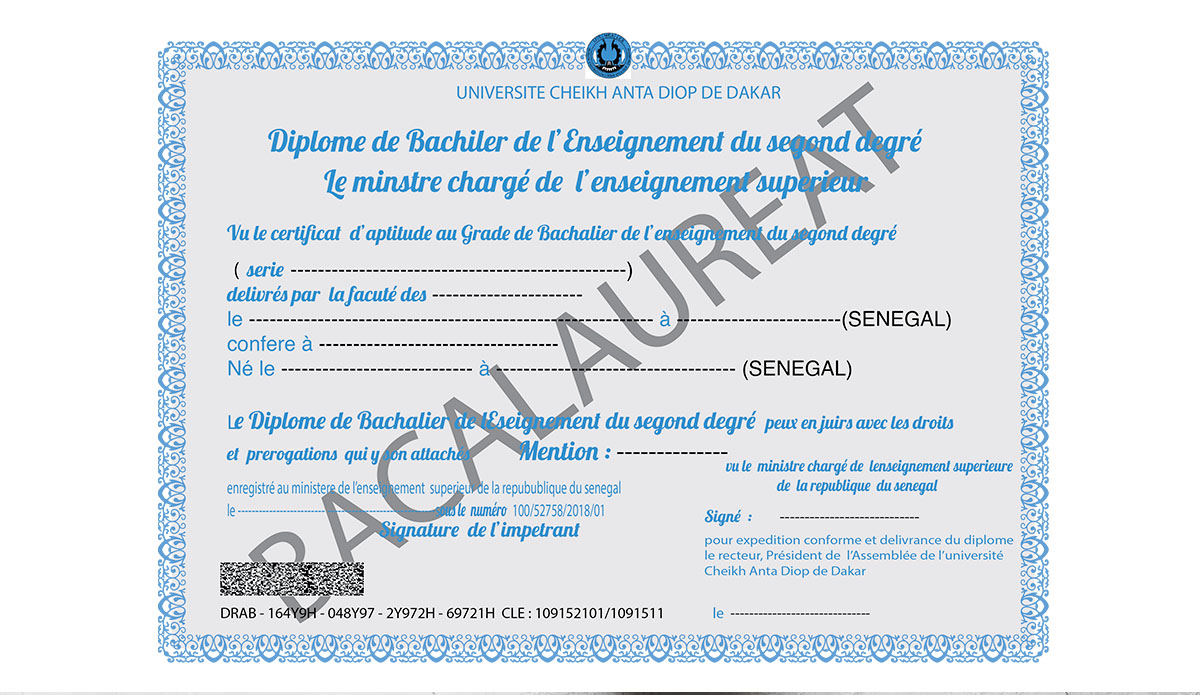 UNIVERSITE CHEIKH ANTA DIOP DE DAKAR
Diplome de Bachiler de l'Enseignement du segond degré
Le minstre chargé de l'enseignement superieur
Vu le certificat d'aptitude au Grade de Bachalier de l'enseignement du segond degré
( serie ------------------------------------------------)
delivrés par la facuté des ----------------------
le ---------------------------------------------------------- à ------------------------(SENEGAL)
confere à -----------------------------------
Né le ---------------------------- à ----------------------------------- (SENEGAL)
BACALAUREAT
Le Diplome de Bachalier de lEseignement du segond degré peux en juirs avec les droits
et prerogations qui y son attachés Mention : --------------
vu le ministre chargé de lenseignement superieure
de la republique du senegal
enregistré au ministere de l'enseignement superieur de la repubublique du senegal
le -------------------------------------------------- sous le numéro 100/52758/2018/01
Signature de l'impetrant
Signé : ----------------------------
pour expedition conforme et delivrance du diplome
le recteur, Président de l'Assemblée de l'université
Cheikh Anta Diop de Dakar
DRAB - 164Y9H - 048Y97 - 2Y972H - 69721H CLE : 109152101/1091511
le ----------------------------